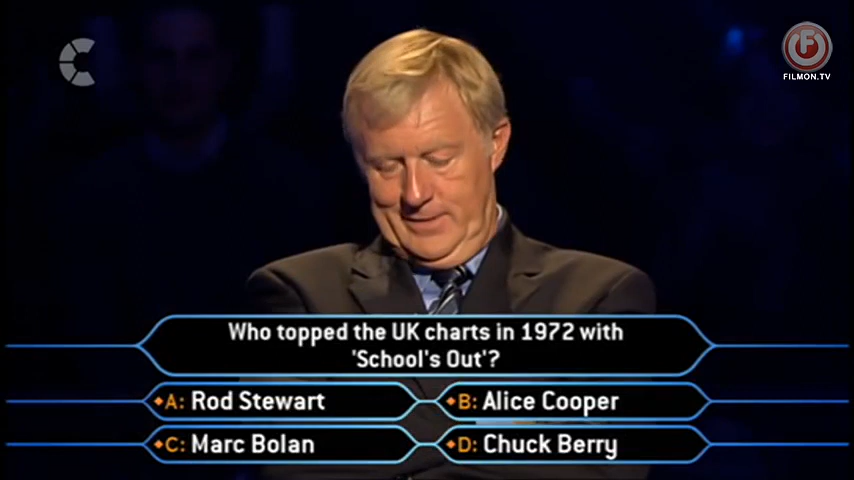 FILMON.TV
Who topped the UK charts in 1972 with
'School's Out'?
A: Rod Stewart
B: Alice Cooper
C: Marc Bolan
D: Chuck Berry